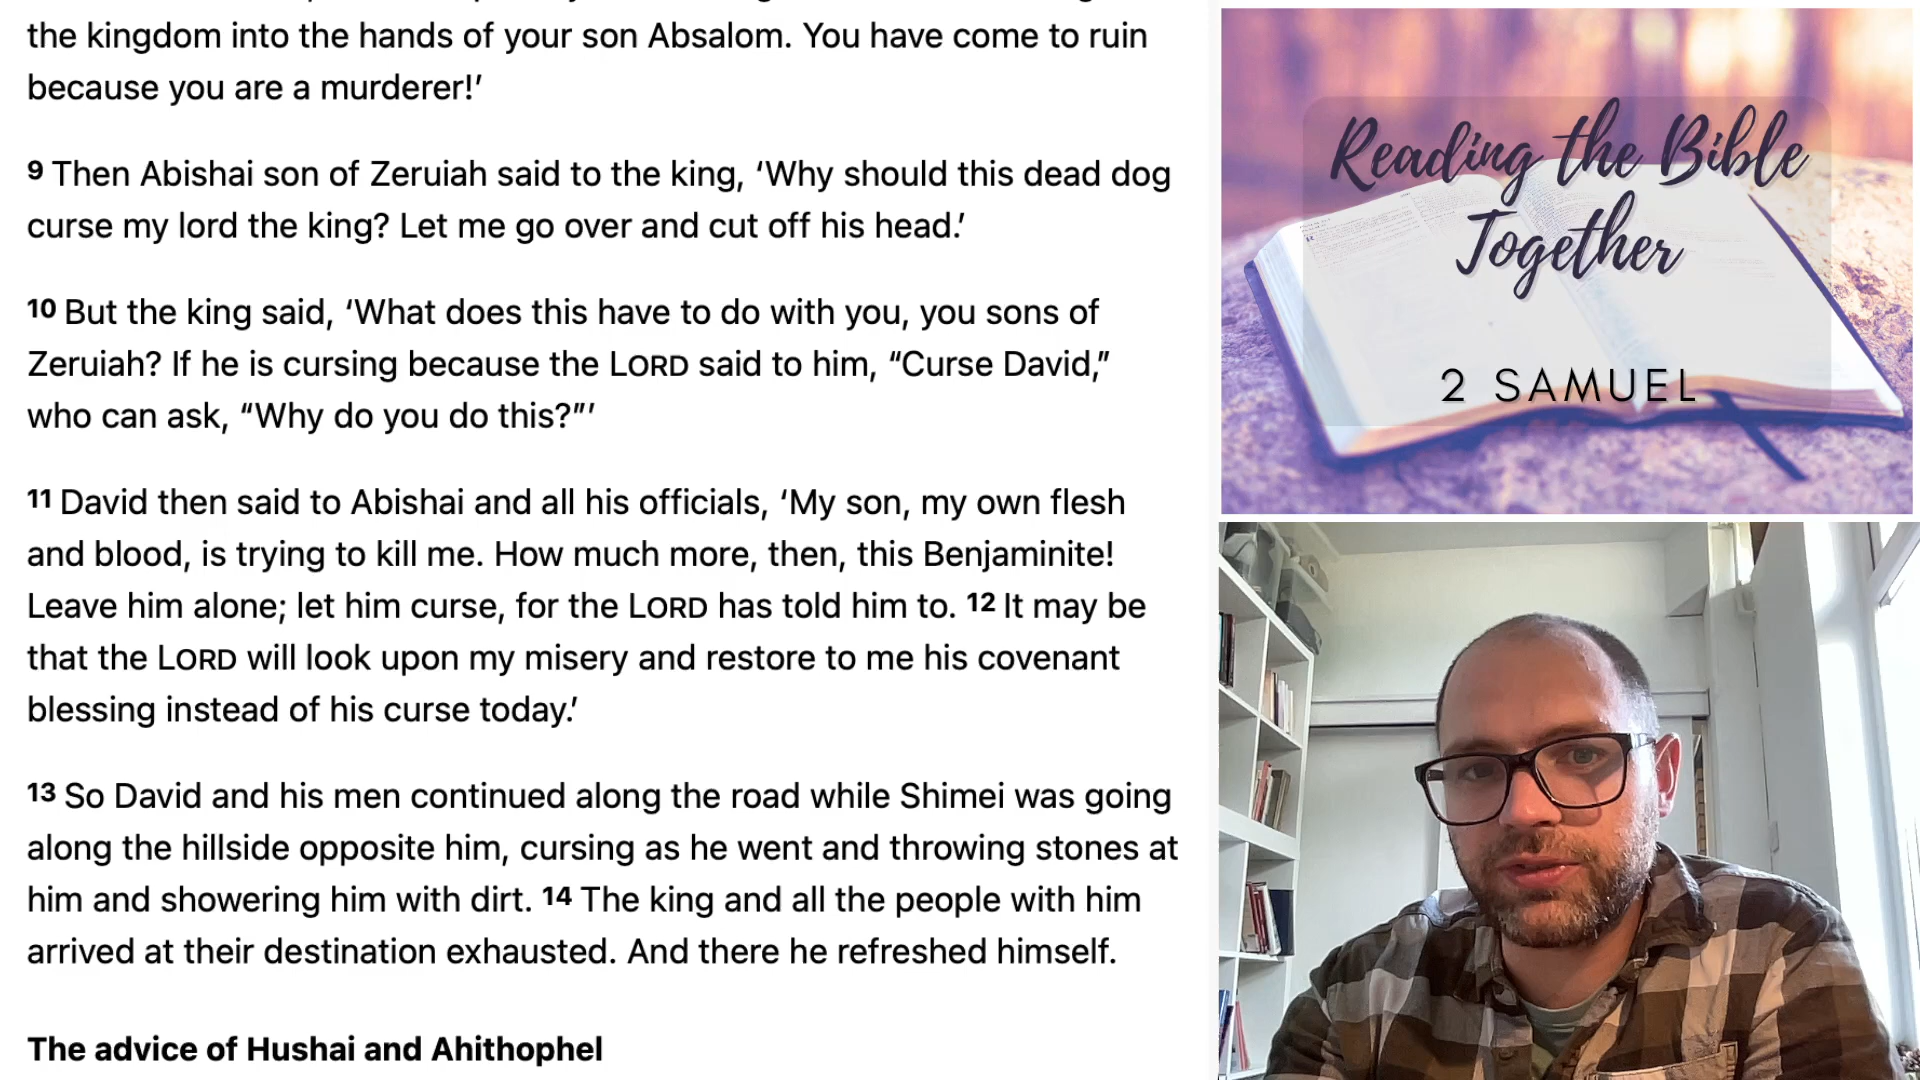 the kingdom into the hands of your son Absalom. You have come to ruin
because you are a murderer!’
9 Then Abishai son of Zeruiah said to the king, ‘Why should this dead dog
curse my lord the king? Let me go over and cut off his head.’
10 But the king said, ‘What does this have to do with you, you sons of
Zeruiah? If he is cursing because the LORD said to him, “Curse David,”
who can ask, “Why do you do this?”’
11 David then said to Abishai and all his officials, ‘My son, my own flesh
and blood, is trying to kill me. How much more, then, this Benjaminite!
Leave him alone; let him curse, for the LORD has told him to. 12 It may be
that the LORD will look upon my misery and restore to me his covenant
blessing instead of his curse today.’
13 So David and his men continued along the road while Shimei was going
along the hillside opposite him, cursing as he went and throwing stones at
him and showering him with dirt. 14 The king and all the people with him
arrived at their destination exhausted. And there he refreshed himself.
The advice of Hushai and Ahithophel
Reading the Bible
Together
2 SAMUEL